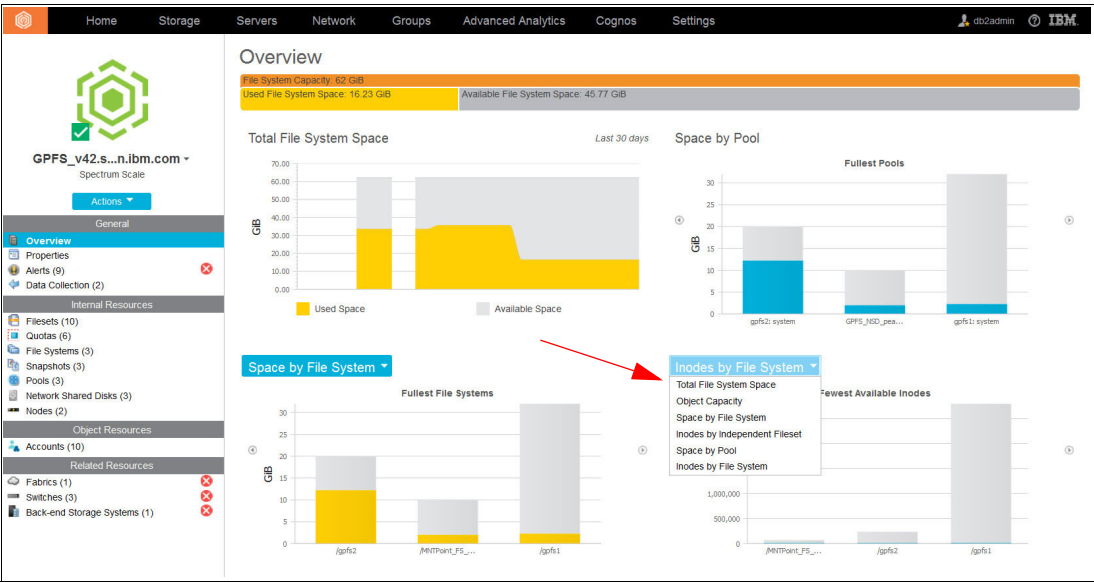 Home Storage Servers Network Groups Advanced Analytics Cognos Settings db2admin ? IBM.
GPFS_v42.s...n.ibm.com
Spectrum Scale
Actions
General
Overview
Properties
Alerts (9)
Data Collection (2)
Internal Resources
Filesets (10)
Quotas (6)
File Systems (3)
Snapshots (3)
Pools (3)
Network Shared Disks (3)
Nodes (2)
Object Resources
Accounts (10)
Related Resources
Fabrics (1)
Switches (3)
Back-end Storage Systems (1)
Overview
File System Capacity: 62 GiB
Used File System Space: 16.23 GiB Available File System Space: 45.77 GiB
Total File System Space Last 30 days
70.00
60.00
50.00
40.00
30.00
20.00
10.00
0.00
GiB
Used Space Available Space
Space by Pool
Fullest Pools
30
25
20
15
10
5
0
GiB
gpfs2: system GPFS_NSD_pea... gpfs1: system
Space by File System
Fullest File Systems
30
25
20
15
10
5
0
GiB
/gpfs2 /MNTPoint_FS_... /gpfs1
Inodes by File System
Total File System Space
Object Capacity
Space by File System
Inodes by Independent Fileset
Space by Pool
Inodes by File System
Fewest Available Inodes
1,000,000
500,000
0
/MNTPoint_FS_... /gpfs2 /gpfs1